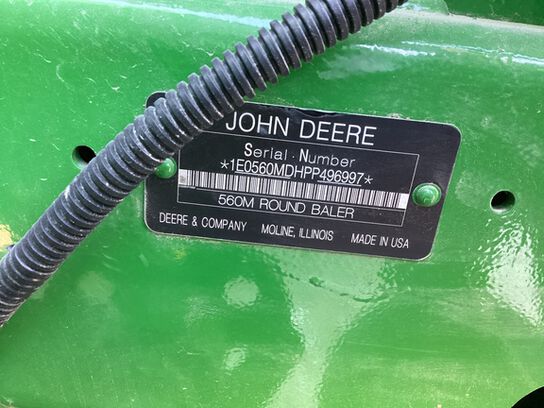 JOHN DEERE
Serial Number
*1E0560MDHPP496997*
560M ROUND BALER
DEERE & COMPANY MOLINE, ILLINOIS MADE IN USA